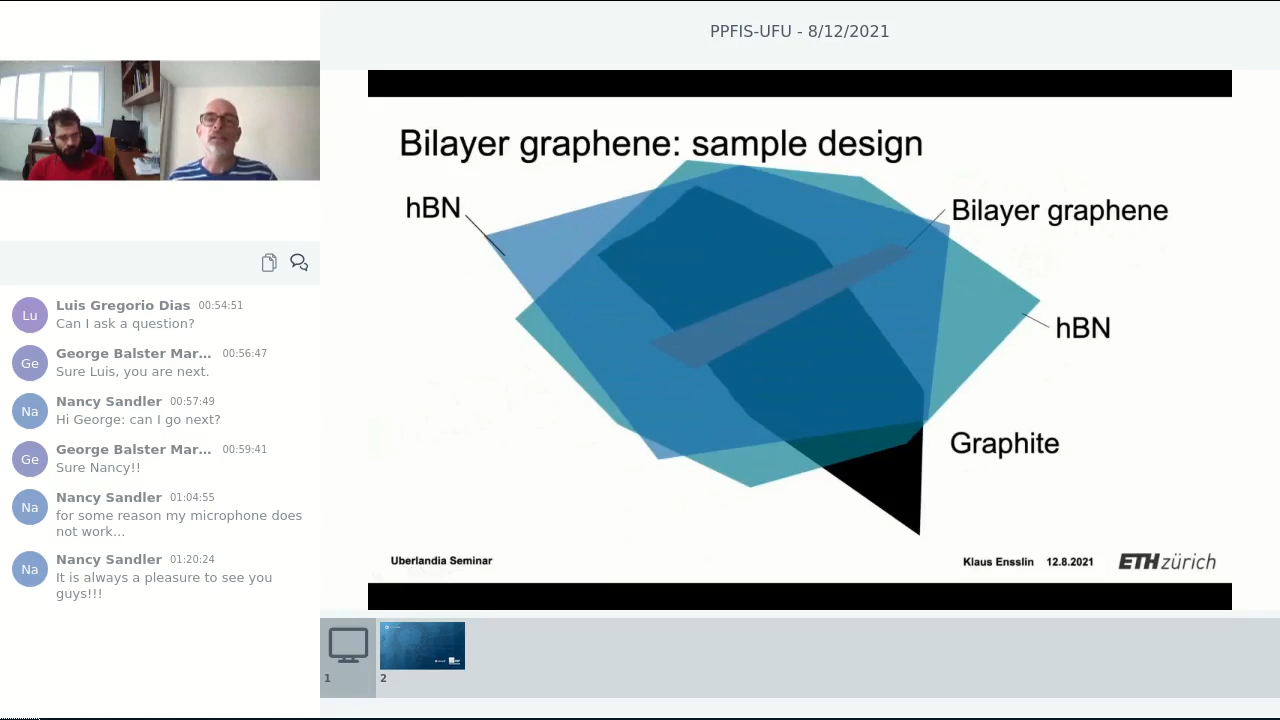 PPFIS-UFU - 8/12/2021
Lu
Luis Gregorio Dias 00:54:51
Can I ask a question?
Ge
George Balster Mar... 00:56:47
Sure Luis, you are next.
Na
Nancy Sandler 00:57:49
Hi George: can I go next?
Ge
George Balster Mar... 00:59:41
Sure Nancy!!
Na
Nancy Sandler 01:04:55
for some reason my microphone does
not work...
Na
Nancy Sandler 01:20:24
It is always a pleasure to see you
guys!!!
Bilayer graphene: sample design
hBN
Bilayer graphene
hBN
Graphite
Uberlandia Seminar
Klaus Ensslin 12.8.2021
ETH zürich
1
2